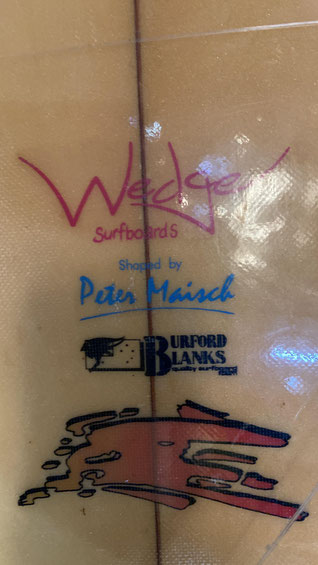 Wedge
Surfboards
Shaped by
Peter Maisch
BURFORD
BLANKS